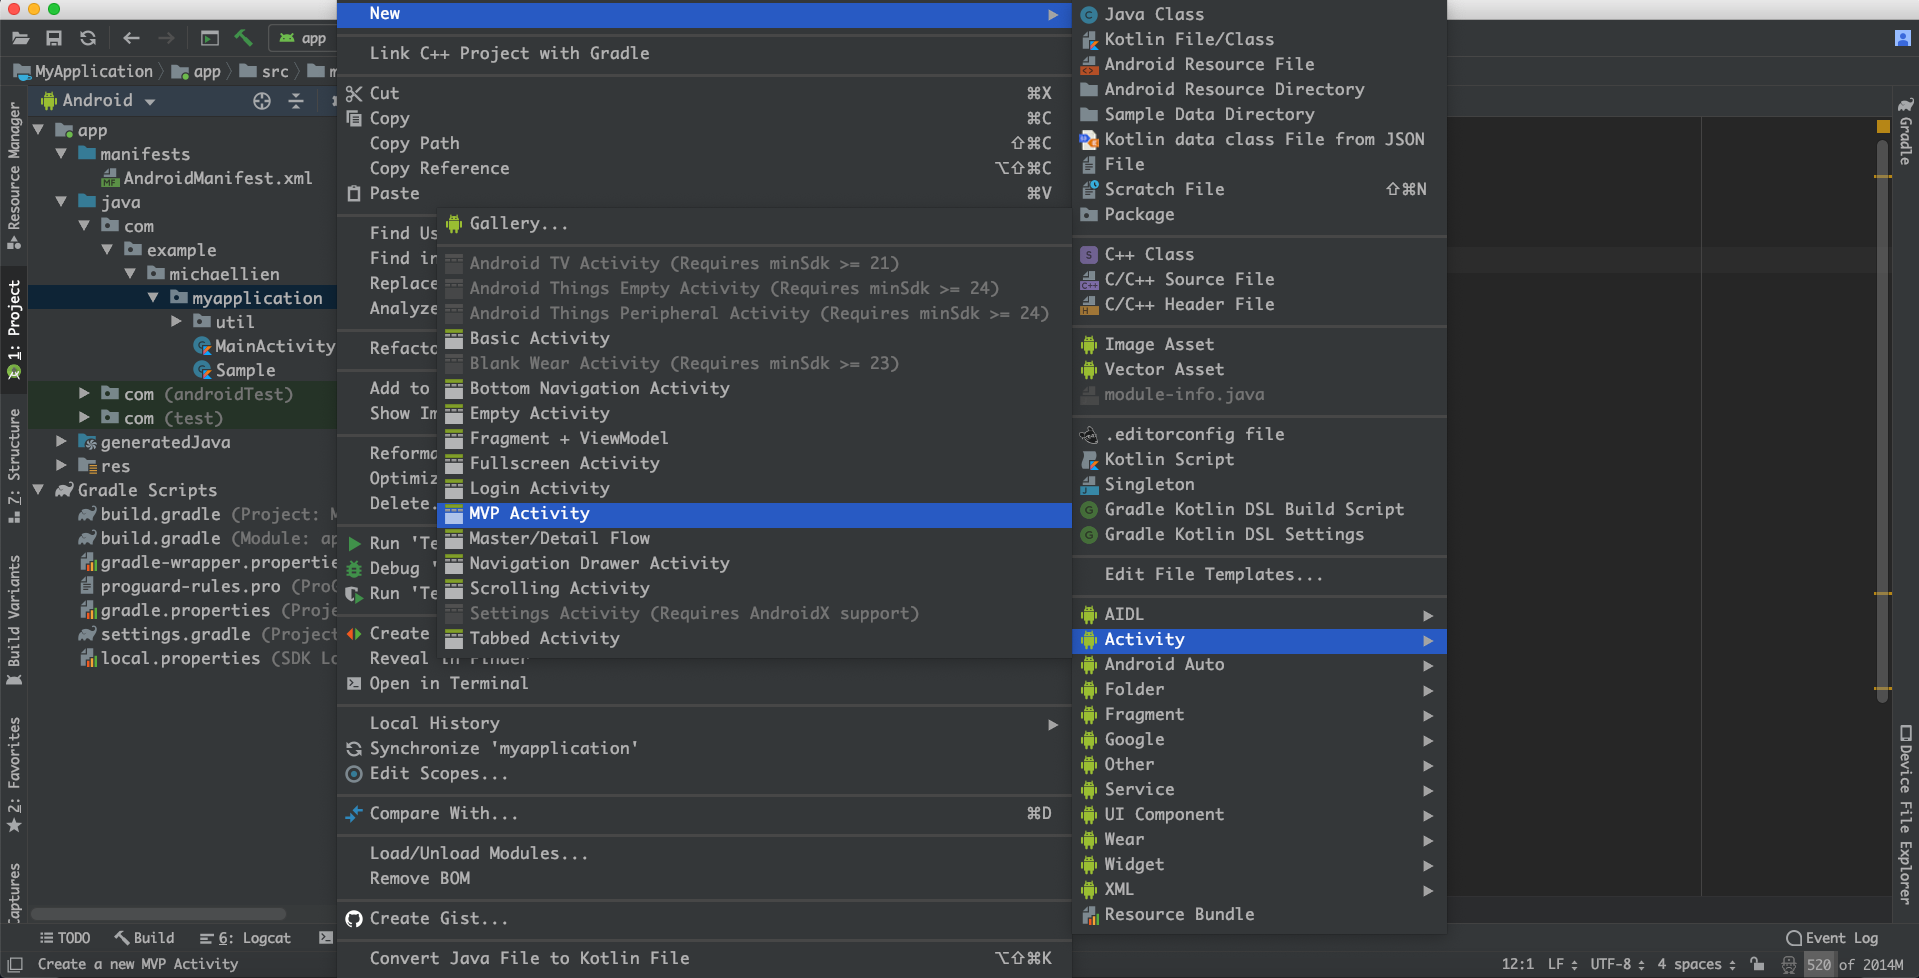 app
MyApplication
app
src
Android
app
manifests
AndroidManifest.xml
java
com
example
michaellien
myapplication
util
MainActivity
Sample
com (androidTest)
com (test)
generatedJava
res
Gradle Scripts
build.gradle (Project: M
build.gradle (Module: ap
gradle-wrapper.propertie
proguard-rules.pro (ProG
gradle.properties (Proje
settings.gradle (Project
local.properties (SDK Lo
Resource Manager
1: Project
Z: Structure
Build Variants
2: Favorites
Captures
New
Link C++ Project with Gradle
Cut ⌘X
Copy ⌘C
Copy Path ⇧⌘C
Copy Reference ⌥⇧⌘C
Paste ⌘V
Find Us
Find in
Replace
Analyze
Refacto
Add to
Show Im
Reforma
Optimiz
Delete.
Run 'Te
Debug '
Run 'Te
Create
Reveal in Finder
Open in Terminal
Local History
Synchronize 'myapplication'
Edit Scopes...
Compare With... ⌘D
Load/Unload Modules...
Remove BOM
Create Gist...
Convert Java File to Kotlin File ⌥⇧⌘K
Gallery...
Android TV Activity (Requires minSdk >= 21)
Android Things Empty Activity (Requires minSdk >= 24)
Android Things Peripheral Activity (Requires minSdk >= 24)
Basic Activity
Blank Wear Activity (Requires minSdk >= 23)
Bottom Navigation Activity
Empty Activity
Fragment + ViewModel
Fullscreen Activity
Login Activity
MVP Activity
Master/Detail Flow
Navigation Drawer Activity
Scrolling Activity
Settings Activity (Requires AndroidX support)
Tabbed Activity
Java Class
Kotlin File/Class
Android Resource File
Android Resource Directory
Sample Data Directory
Kotlin data class File from JSON
File
Scratch File ⇧⌘N
Package
C++ Class
C/C++ Source File
C/C++ Header File
Image Asset
Vector Asset
module-info.java
.editorconfig file
Kotlin Script
Singleton
Gradle Kotlin DSL Build Script
Gradle Kotlin DSL Settings
Edit File Templates...
AIDL
Activity
Android Auto
Folder
Fragment
Google
Other
Service
UI Component
Wear
Widget
XML
Resource Bundle
Gradle
Device File Explorer
TODO
Build
6: Logcat
Event Log
Create a new MVP Activity
12:1 LF UTF-8 4 spaces 520 of 2014M